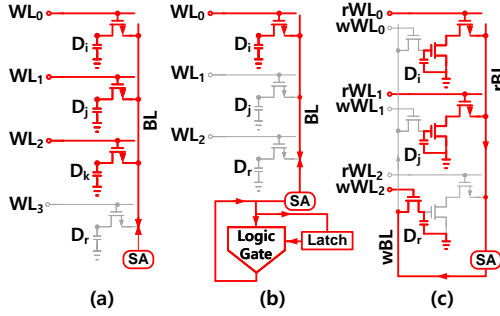 WL0
Di
WL1
Dj
BL
WL2
Dk
WL3
Dr
SA
(a)
WL0
Di
WL1
Dj
BL
WL2
Dr
SA
Logic
Gate
Latch
(b)
rWL0
wWL0
rBL
Di
rWL1
wWL1
Dj
rWL2
wWL2
Dr
wBL
SA
(c)